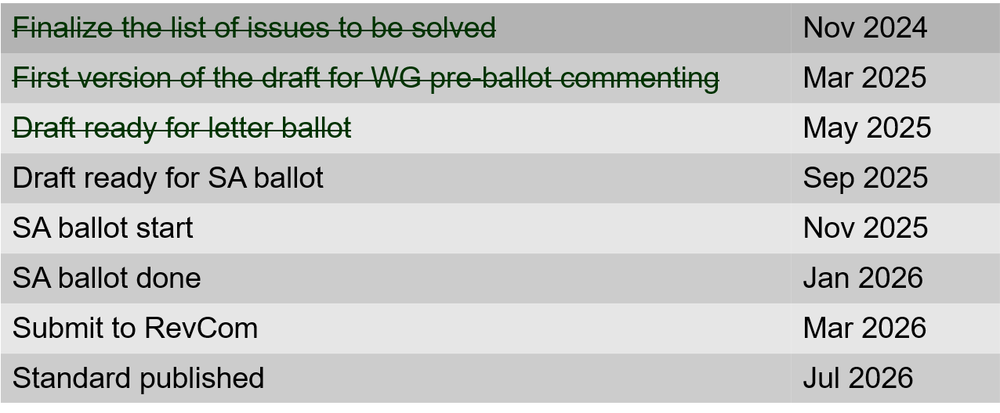 Finalize the list of issues to be solved Nov 2024
First version of the draft for WG pre-ballot commenting Mar 2025
Draft ready for letter ballot May 2025
Draft ready for SA ballot Sep 2025
SA ballot start Nov 2025
SA ballot done Jan 2026
Submit to RevCom Mar 2026
Standard published Jul 2026